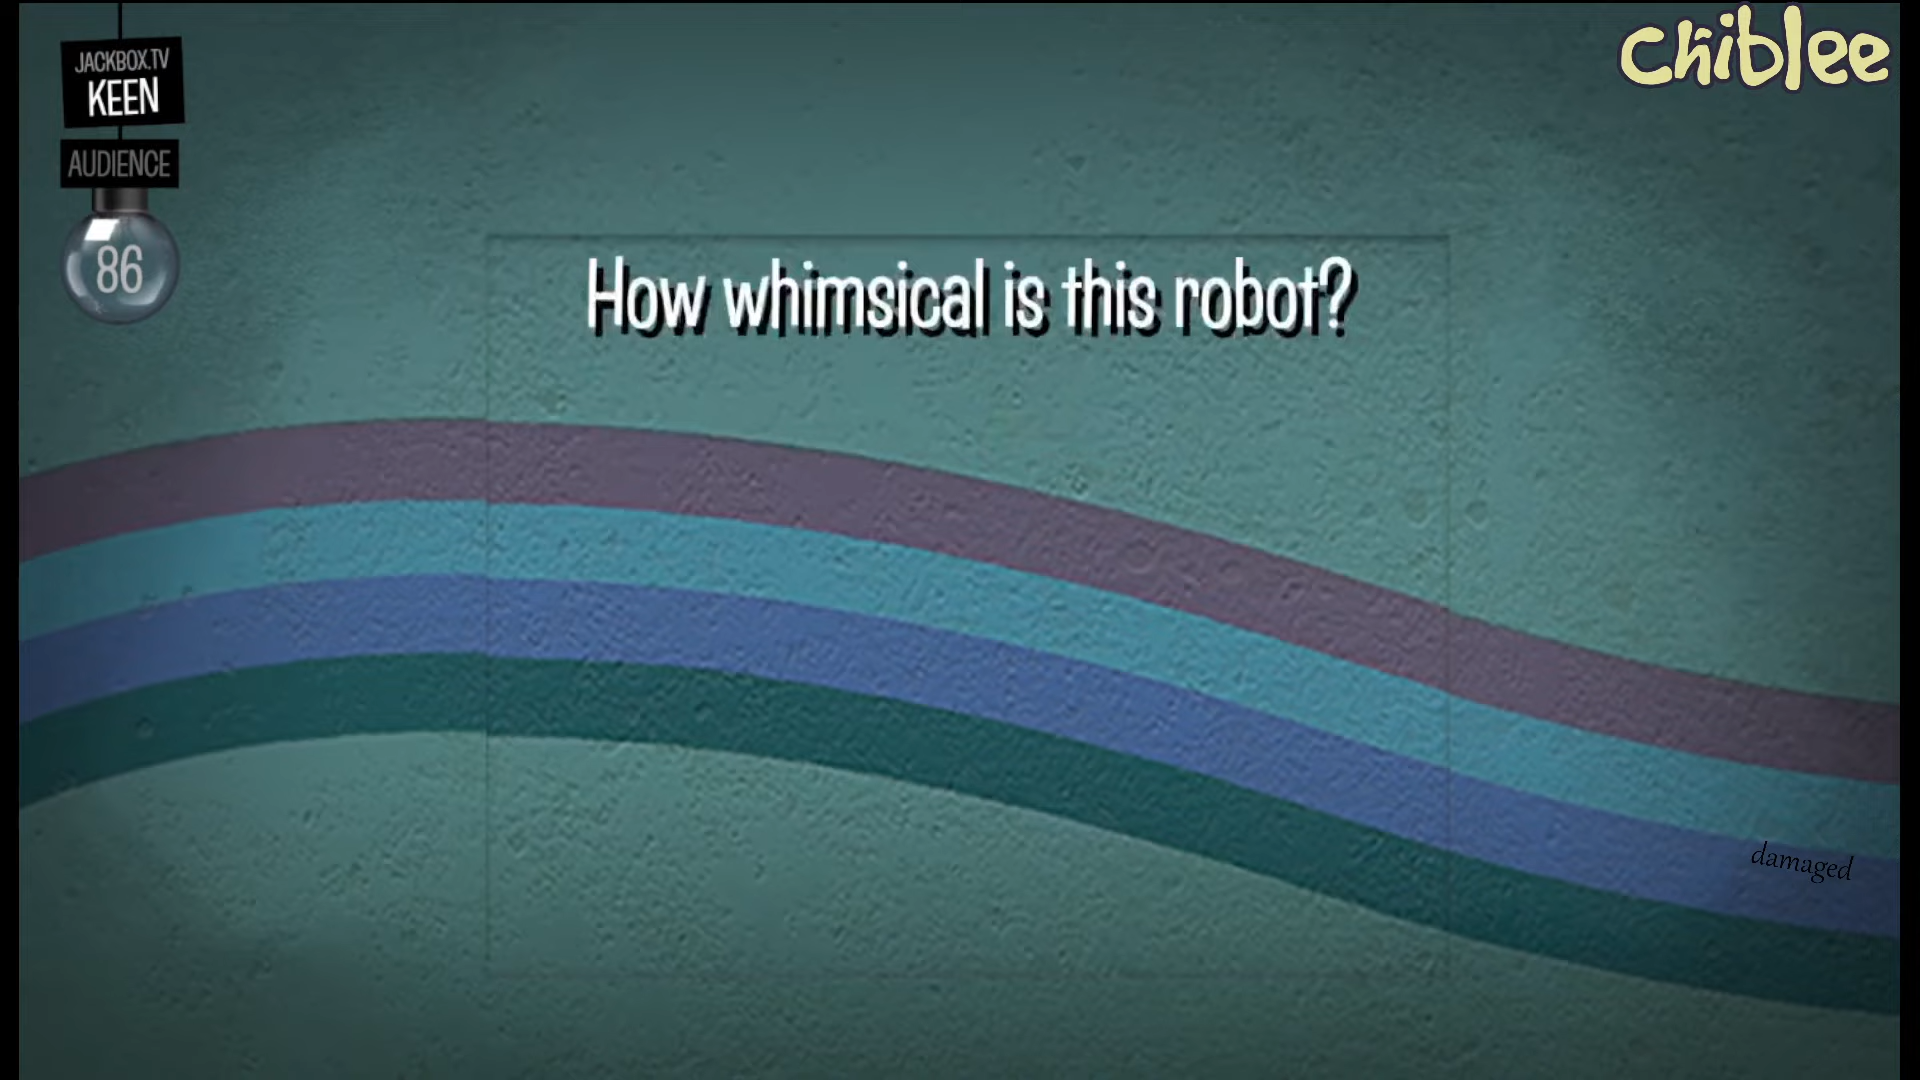 JACKBOX.TV
KEEN
AUDIENCE
86
Chiblee
How whimsical is this robot?
damaged